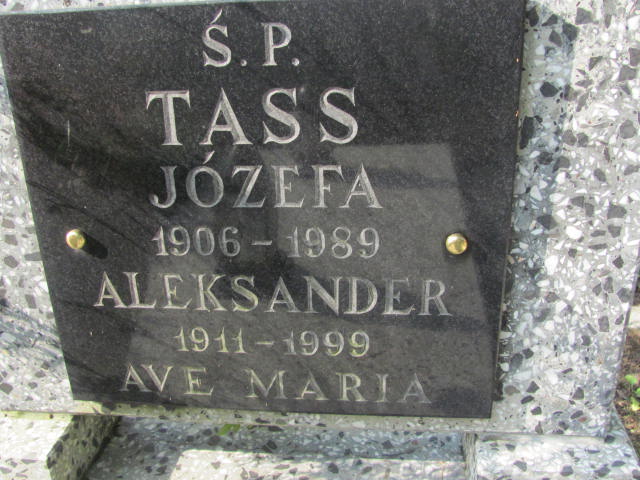 Ś.P.
TASS
JÓZEFA
1906 - 1989
ALEKSANDER
1911 - 1999
AVE MARIA